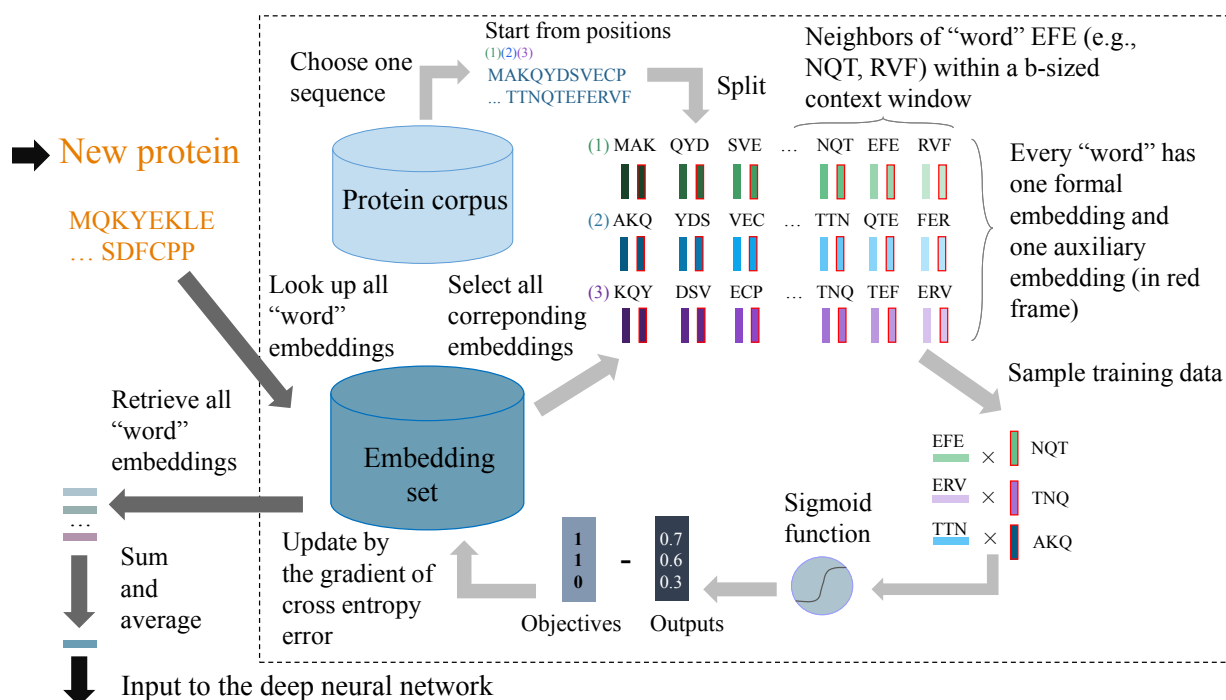 Start from positions
(1)(2)(3)
MAKQYDSVECP
... TTNQTEFERVF
Choose one
sequence
Split
Neighbors of “word” EFE (e.g.,
NQT, RVF) within a b-sized
context window
New protein
MQKYEKLE
… SDFCPP
Protein corpus
(1) MAK QYD SVE ... NQT EFE RVF
(2) AKQ YDS VEC ... TTN QTE FER
(3) KQY DSV ECP ... TNQ TEF ERV
Every “word” has
one formal
embedding and
one auxiliary
embedding (in red
frame)
Look up all
“word”
embeddings
Select all
correponding
embeddings
Sample training data
Retrieve all
“word”
embeddings
Embedding
set
EFE × NQT
ERV × TNQ
TTN × AKQ
Sigmoid
function
1
1
0
-
0.7
0.6
0.3
Objectives
Outputs
Update by
the gradient of
cross entropy
error
...
Sum
and
average
Input to the deep neural network